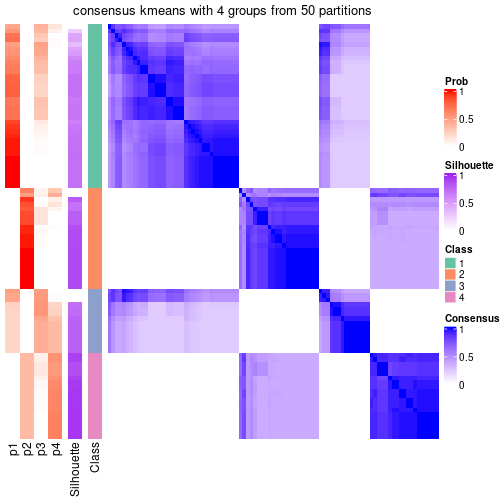 consensus kmeans with 4 groups from 50 partitions
Prob
1
0.5
0
Silhouette
1
0.5
0
Class
1
2
3
4
Consensus
1
0.5
0
p1
p2
p3
p4
Silhouette
Class